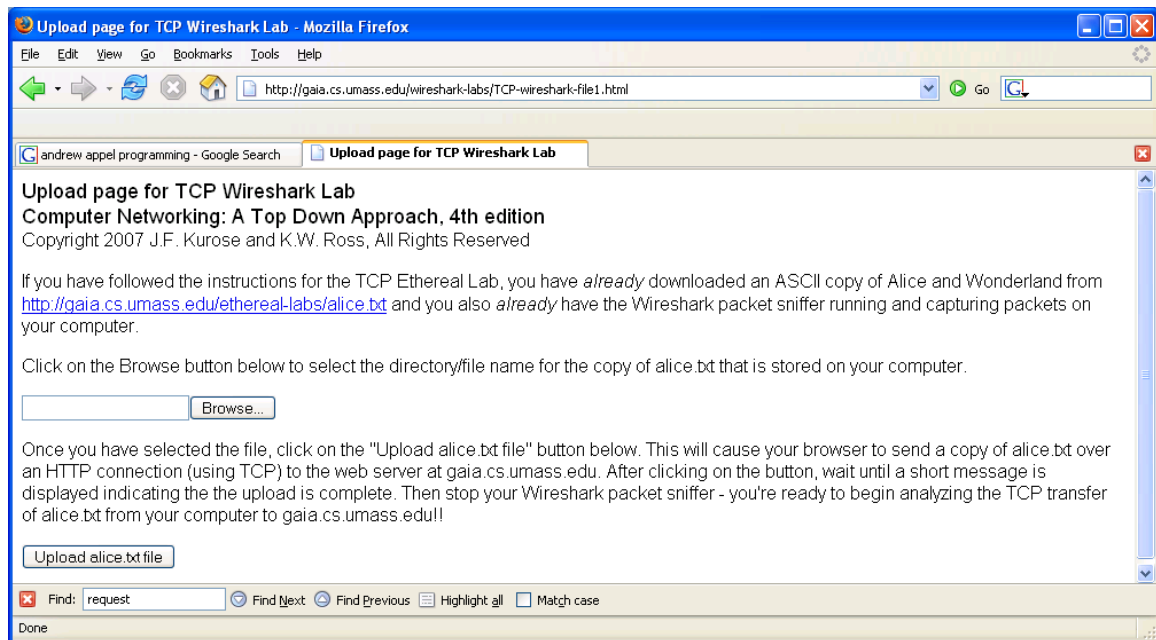 Upload page for TCP Wireshark Lab - Mozilla Firefox
File Edit View Go Bookmarks Tools Help
http://gaia.cs.umass.edu/wireshark-labs/TCP-wireshark-file1.html Go
andrew appel programming - Google Search Upload page for TCP Wireshark Lab
Upload page for TCP Wireshark Lab
Computer Networking: A Top Down Approach, 4th edition
Copyright 2007 J.F. Kurose and K.W. Ross, All Rights Reserved
If you have followed the instructions for the TCP Ethereal Lab, you have already downloaded an ASCII copy of Alice and Wonderland from
http://gaia.cs.umass.edu/ethereal-labs/alice.txt and you also already have the Wireshark packet sniffer running and capturing packets on
your computer.
Click on the Browse button below to select the directory/file name for the copy of alice.txt that is stored on your computer.
Browse...
Once you have selected the file, click on the "Upload alice.txt file" button below. This will cause your browser to send a copy of alice.txt over
an HTTP connection (using TCP) to the web server at gaia.cs.umass.edu. After clicking on the button, wait until a short message is
displayed indicating the the upload is complete. Then stop your Wireshark packet sniffer - you're ready to begin analyzing the TCP transfer
of alice.txt from your computer to gaia.cs.umass.edu!!
Upload alice.txt file
Find: request Find Next Find Previous Highlight all Match case
Done